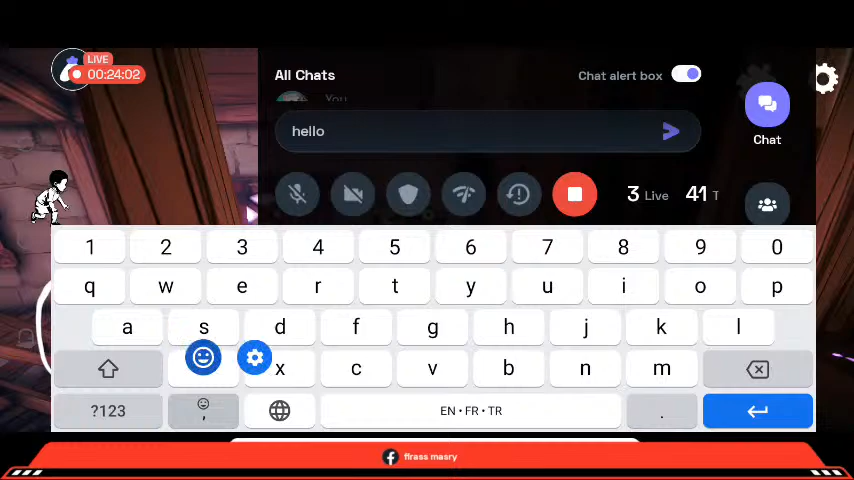 LIVE
00:24:02
All Chats
Chat alert box
You
hello
Chat
3 Live 41 T
1 2 3 4 5 6 7 8 9 0
q w e r t y u i o p
a s d f g h j k l
x c v b n m
?123 , EN • FR • TR .
firass masry